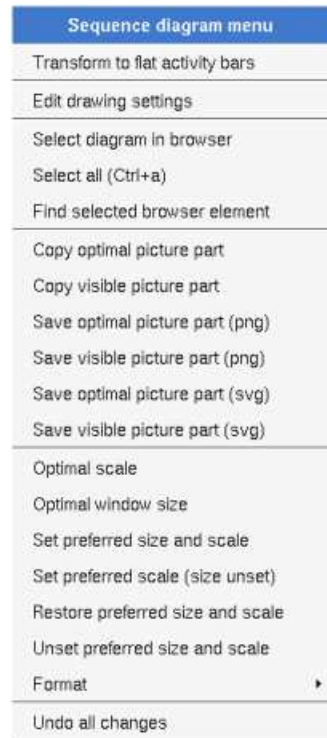 Sequence diagram menu
Transform to flat activity bars
Edit drawing settings
Select diagram in browser
Select all (Ctrl+a)
Find selected browser element
Copy optimal picture part
Copy visible picture part
Save optimal picture part (png)
Save visible picture part (png)
Save optimal picture part (svg)
Save visible picture part (svg)
Optimal scale
Optimal window size
Set preferred size and scale
Set preferred scale (size unset)
Restore preferred size and scale
Unset preferred size and scale
Format
Undo all changes